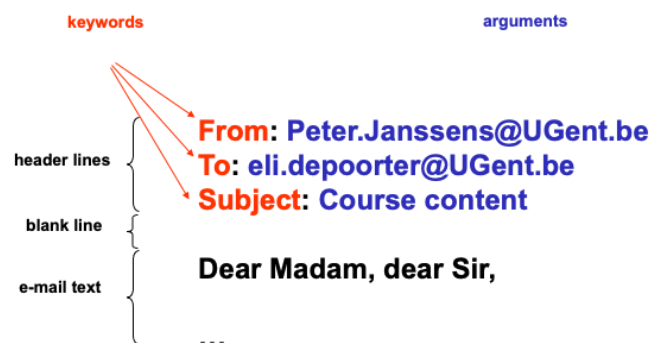 keywords arguments
From: Peter.Janssens@UGent.be
header lines To: eli.depoorter@UGent.be
Subject: Course content
blank line
Dear Madam, dear Sir,
e-mail text
...